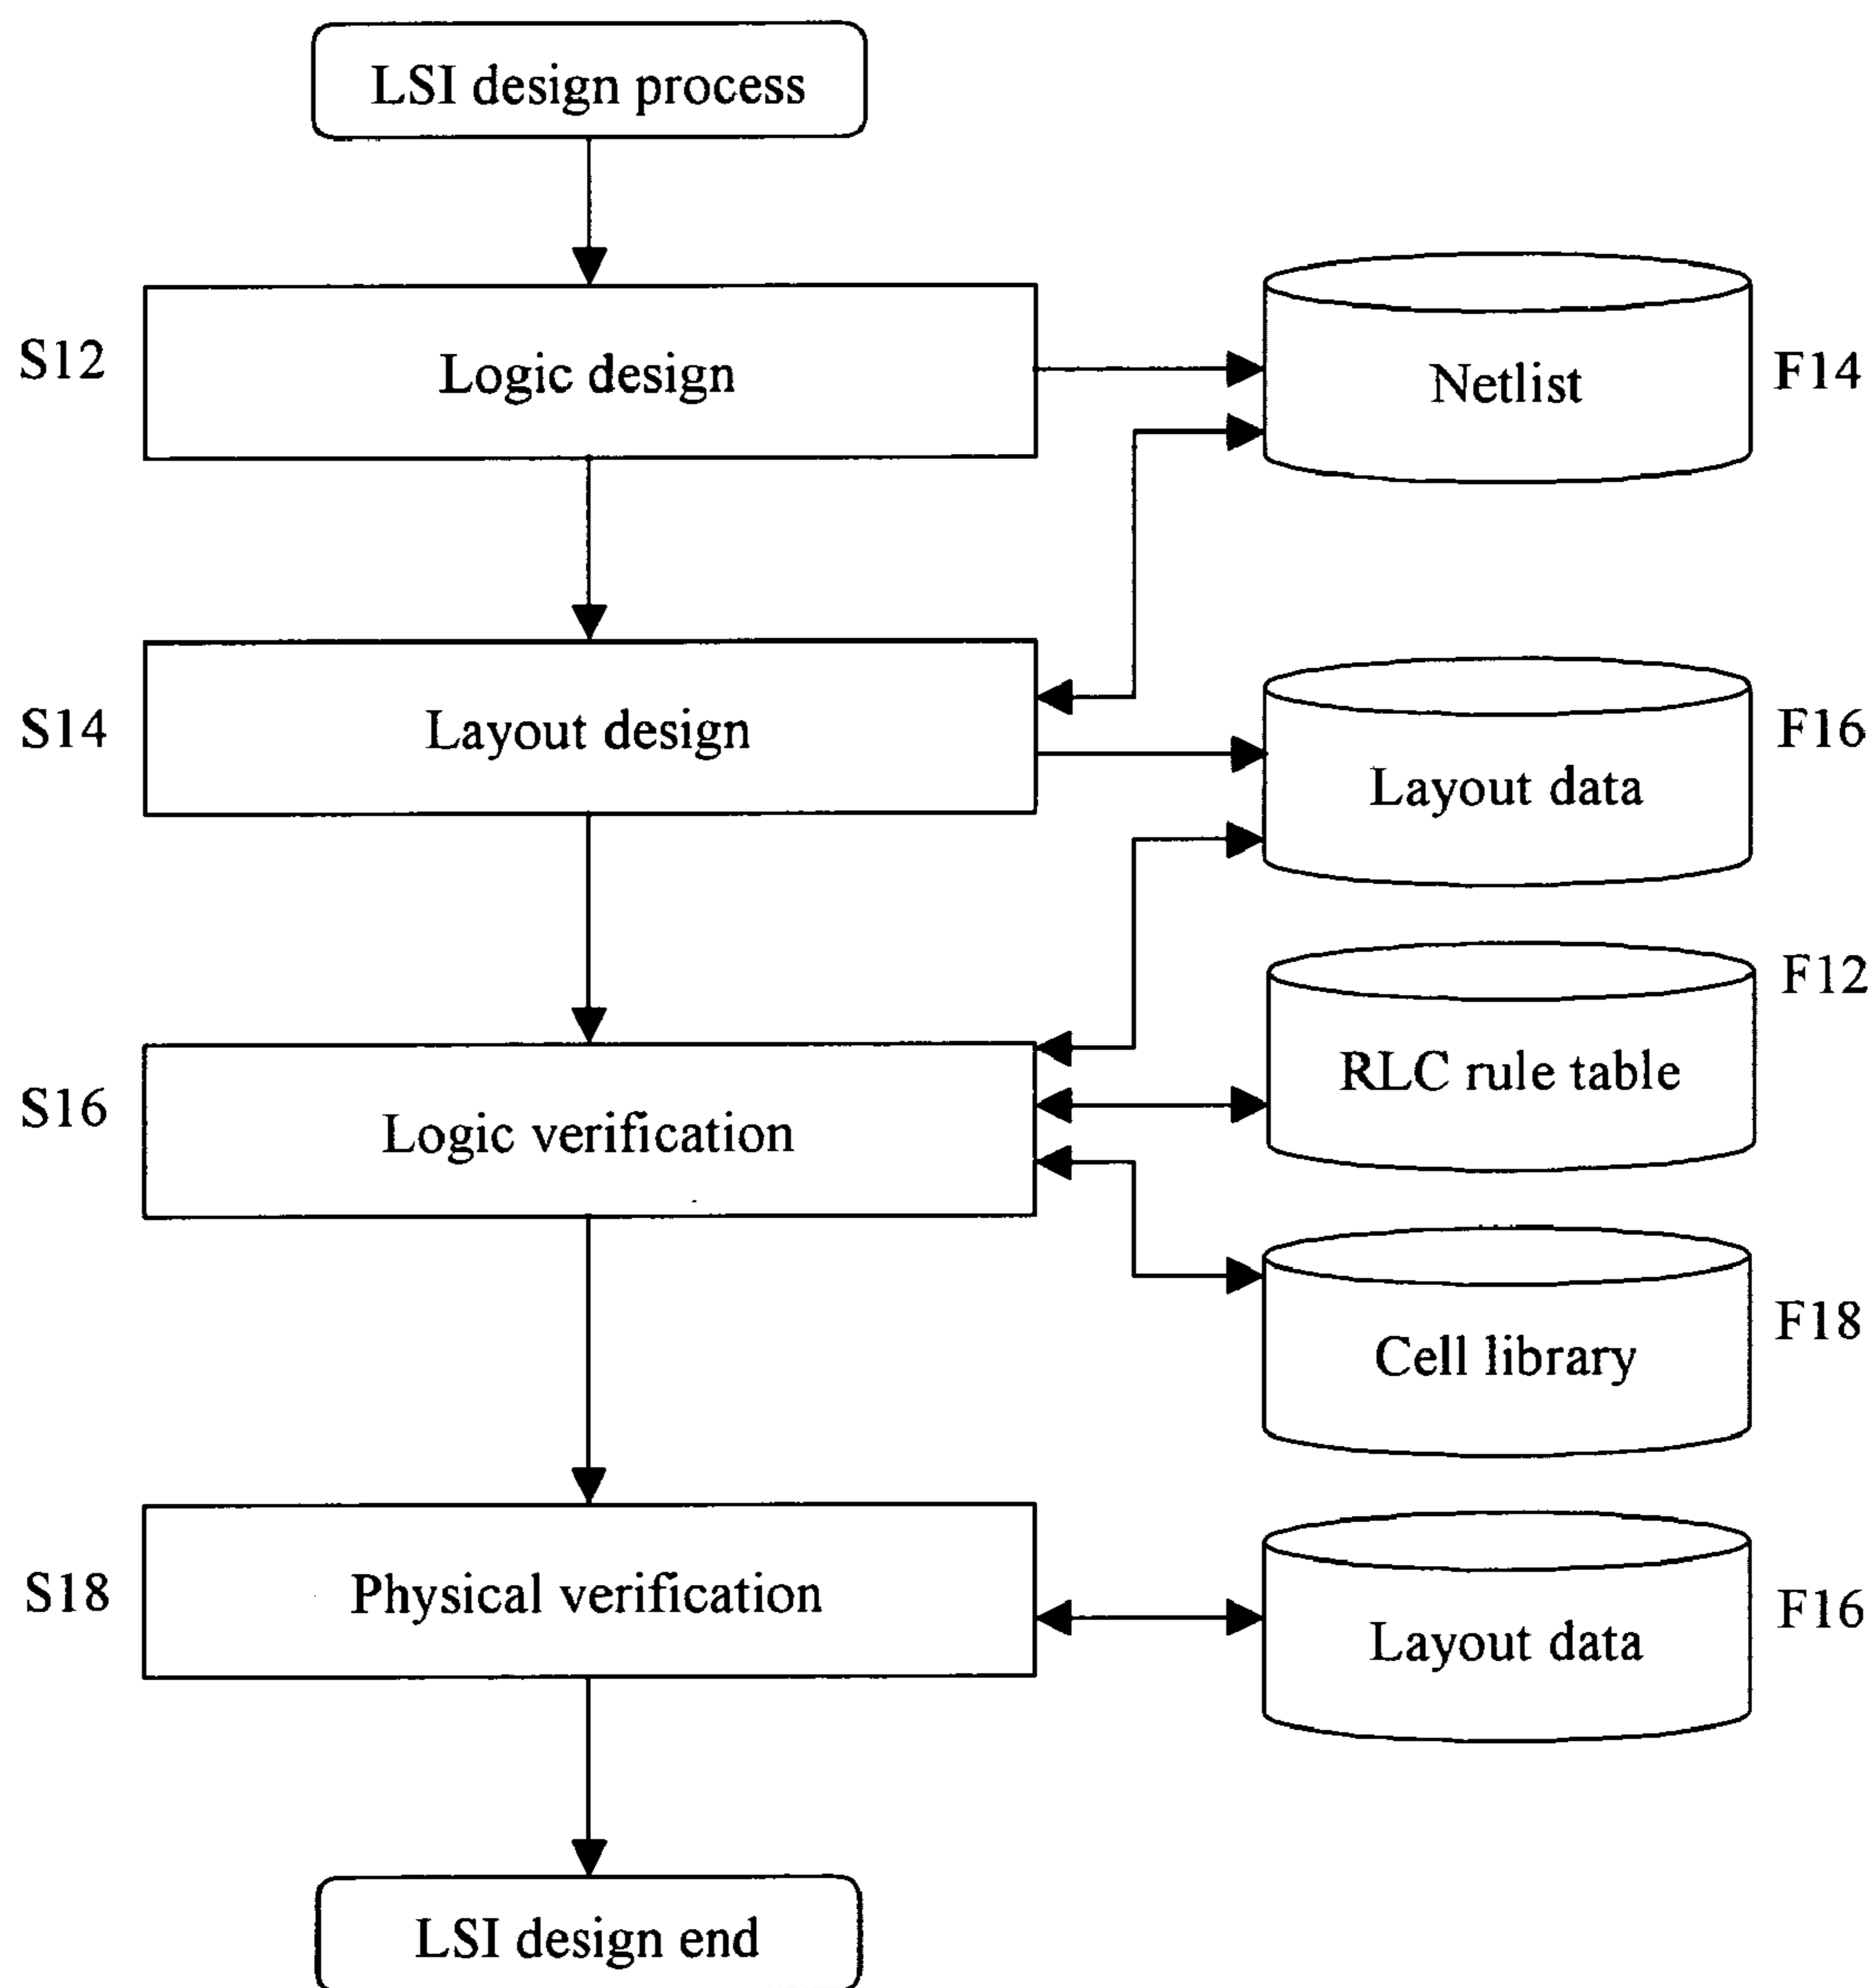 LSI design process
S12
Logic design
Netlist
F14
S14
Layout design
Layout data
F16
RLC rule table
F12
S16
Logic verification
Cell library
F18
S18
Physical verification
Layout data
F16
LSI design end